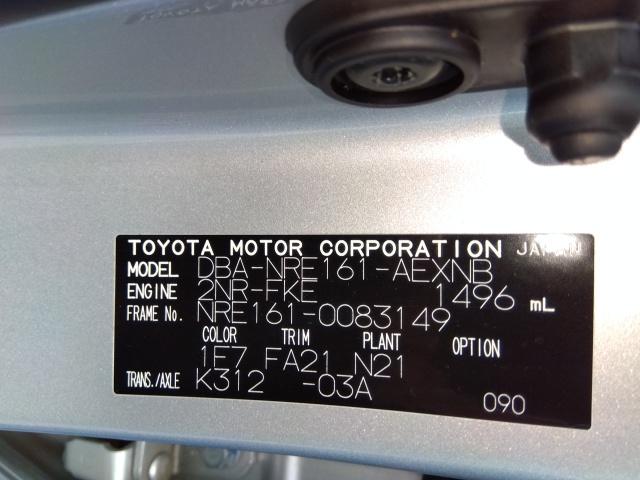 TOYOTA MOTOR CORPORATION JAPAN
MODEL DBA-NRE161-AEXNB
ENGINE 2NR-FKE 1496 mL
FRAME No. NRE161-0083149
COLOR TRIM PLANT OPTION
1F7 FA21 N21
TRANS./AXLE K312 -03A
090